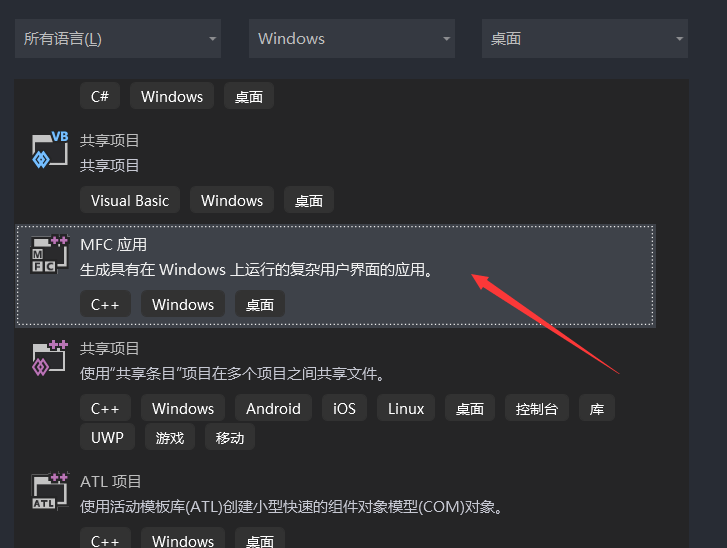 所有语言(L)
Windows
桌面
C#
Windows
桌面
VB
共享项目
共享项目
Visual Basic
Windows
桌面
MFC
MFC 应用
生成具有在 Windows 上运行的复杂用户界面的应用。
C++
Windows
桌面
共享项目
使用“共享条目”项目在多个项目之间共享文件。
C++
Windows
Android
iOS
Linux
桌面
控制台
库
UWP
游戏
移动
ATL
ATL 项目
使用活动模板库(ATL)创建小型快速的组件对象模型(COM)对象。
C++
Windows
桌面